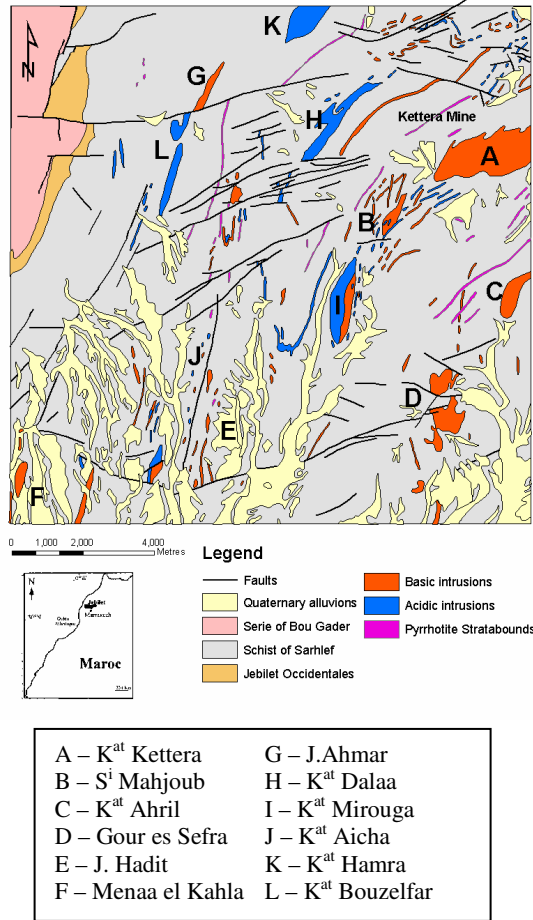 K
N
G
H
Kettera Mine
L
A
B
C
I
J
D
E
F
0 1,000 2,000 4,000
Metres
Legend
Faults
Quaternary alluvions
Serie of Bou Gader
Schist of Sarhlef
Jebilet Occidentales
Basic intrusions
Acidic intrusions
Pyrrhotite Stratabounds
N
Jebilet
Marrakech
Maroc
A – Kat Kettera
B – Si Mahjoub
C – Kat Ahril
D – Gour es Sefra
E – J. Hadit
F – Menaa el Kahla
G – J.Ahmar
H – Kat Dalaa
I – Kat Mirouga
J – Kat Aicha
K – Kat Hamra
L – Kat Bouzelfar